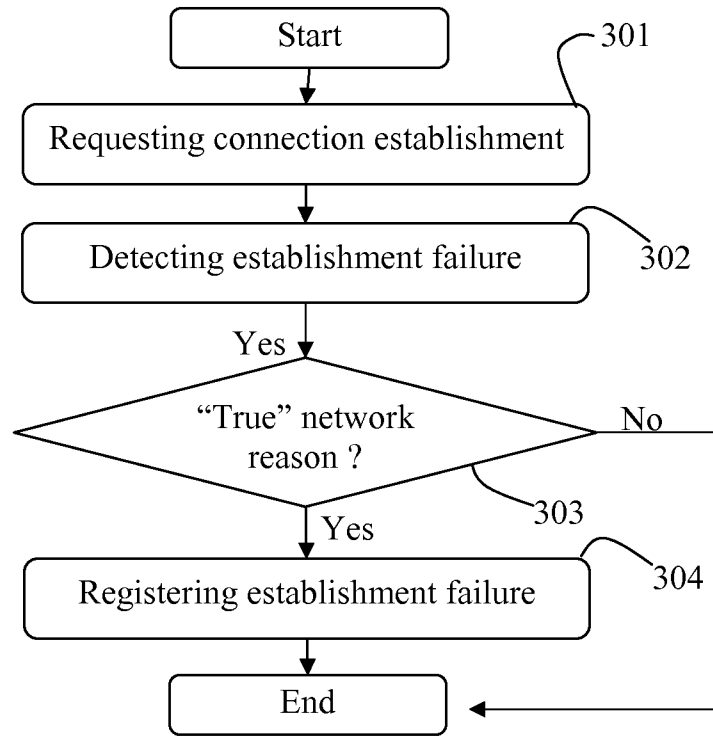 Start
301
Requesting connection establishment
Detecting establishment failure
302
Yes
“True” network
reason ?
No
303
Yes
Registering establishment failure
304
End